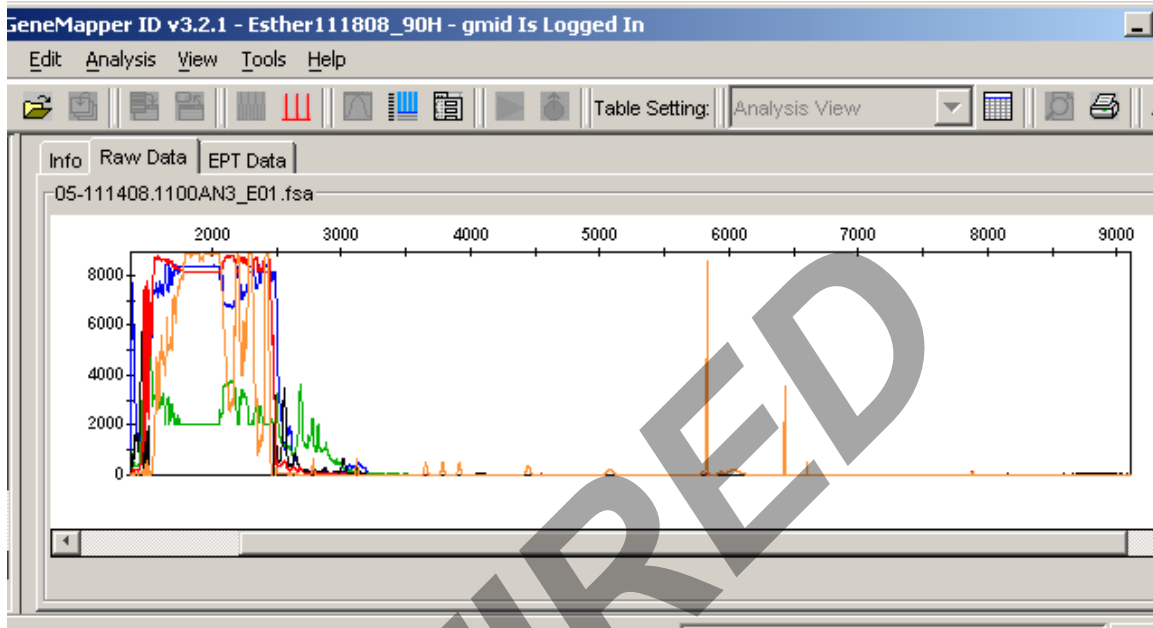 GeneMapper ID v3.2.1 - Esther111808_90H - gmid Is Logged In
Edit Analysis View Tools Help
Table Setting: Analysis View
Info Raw Data EPT Data
05-111408.1100AN3_E01.fsa
2000 3000 4000 5000 6000 7000 8000 9000
8000
6000
4000
2000
0